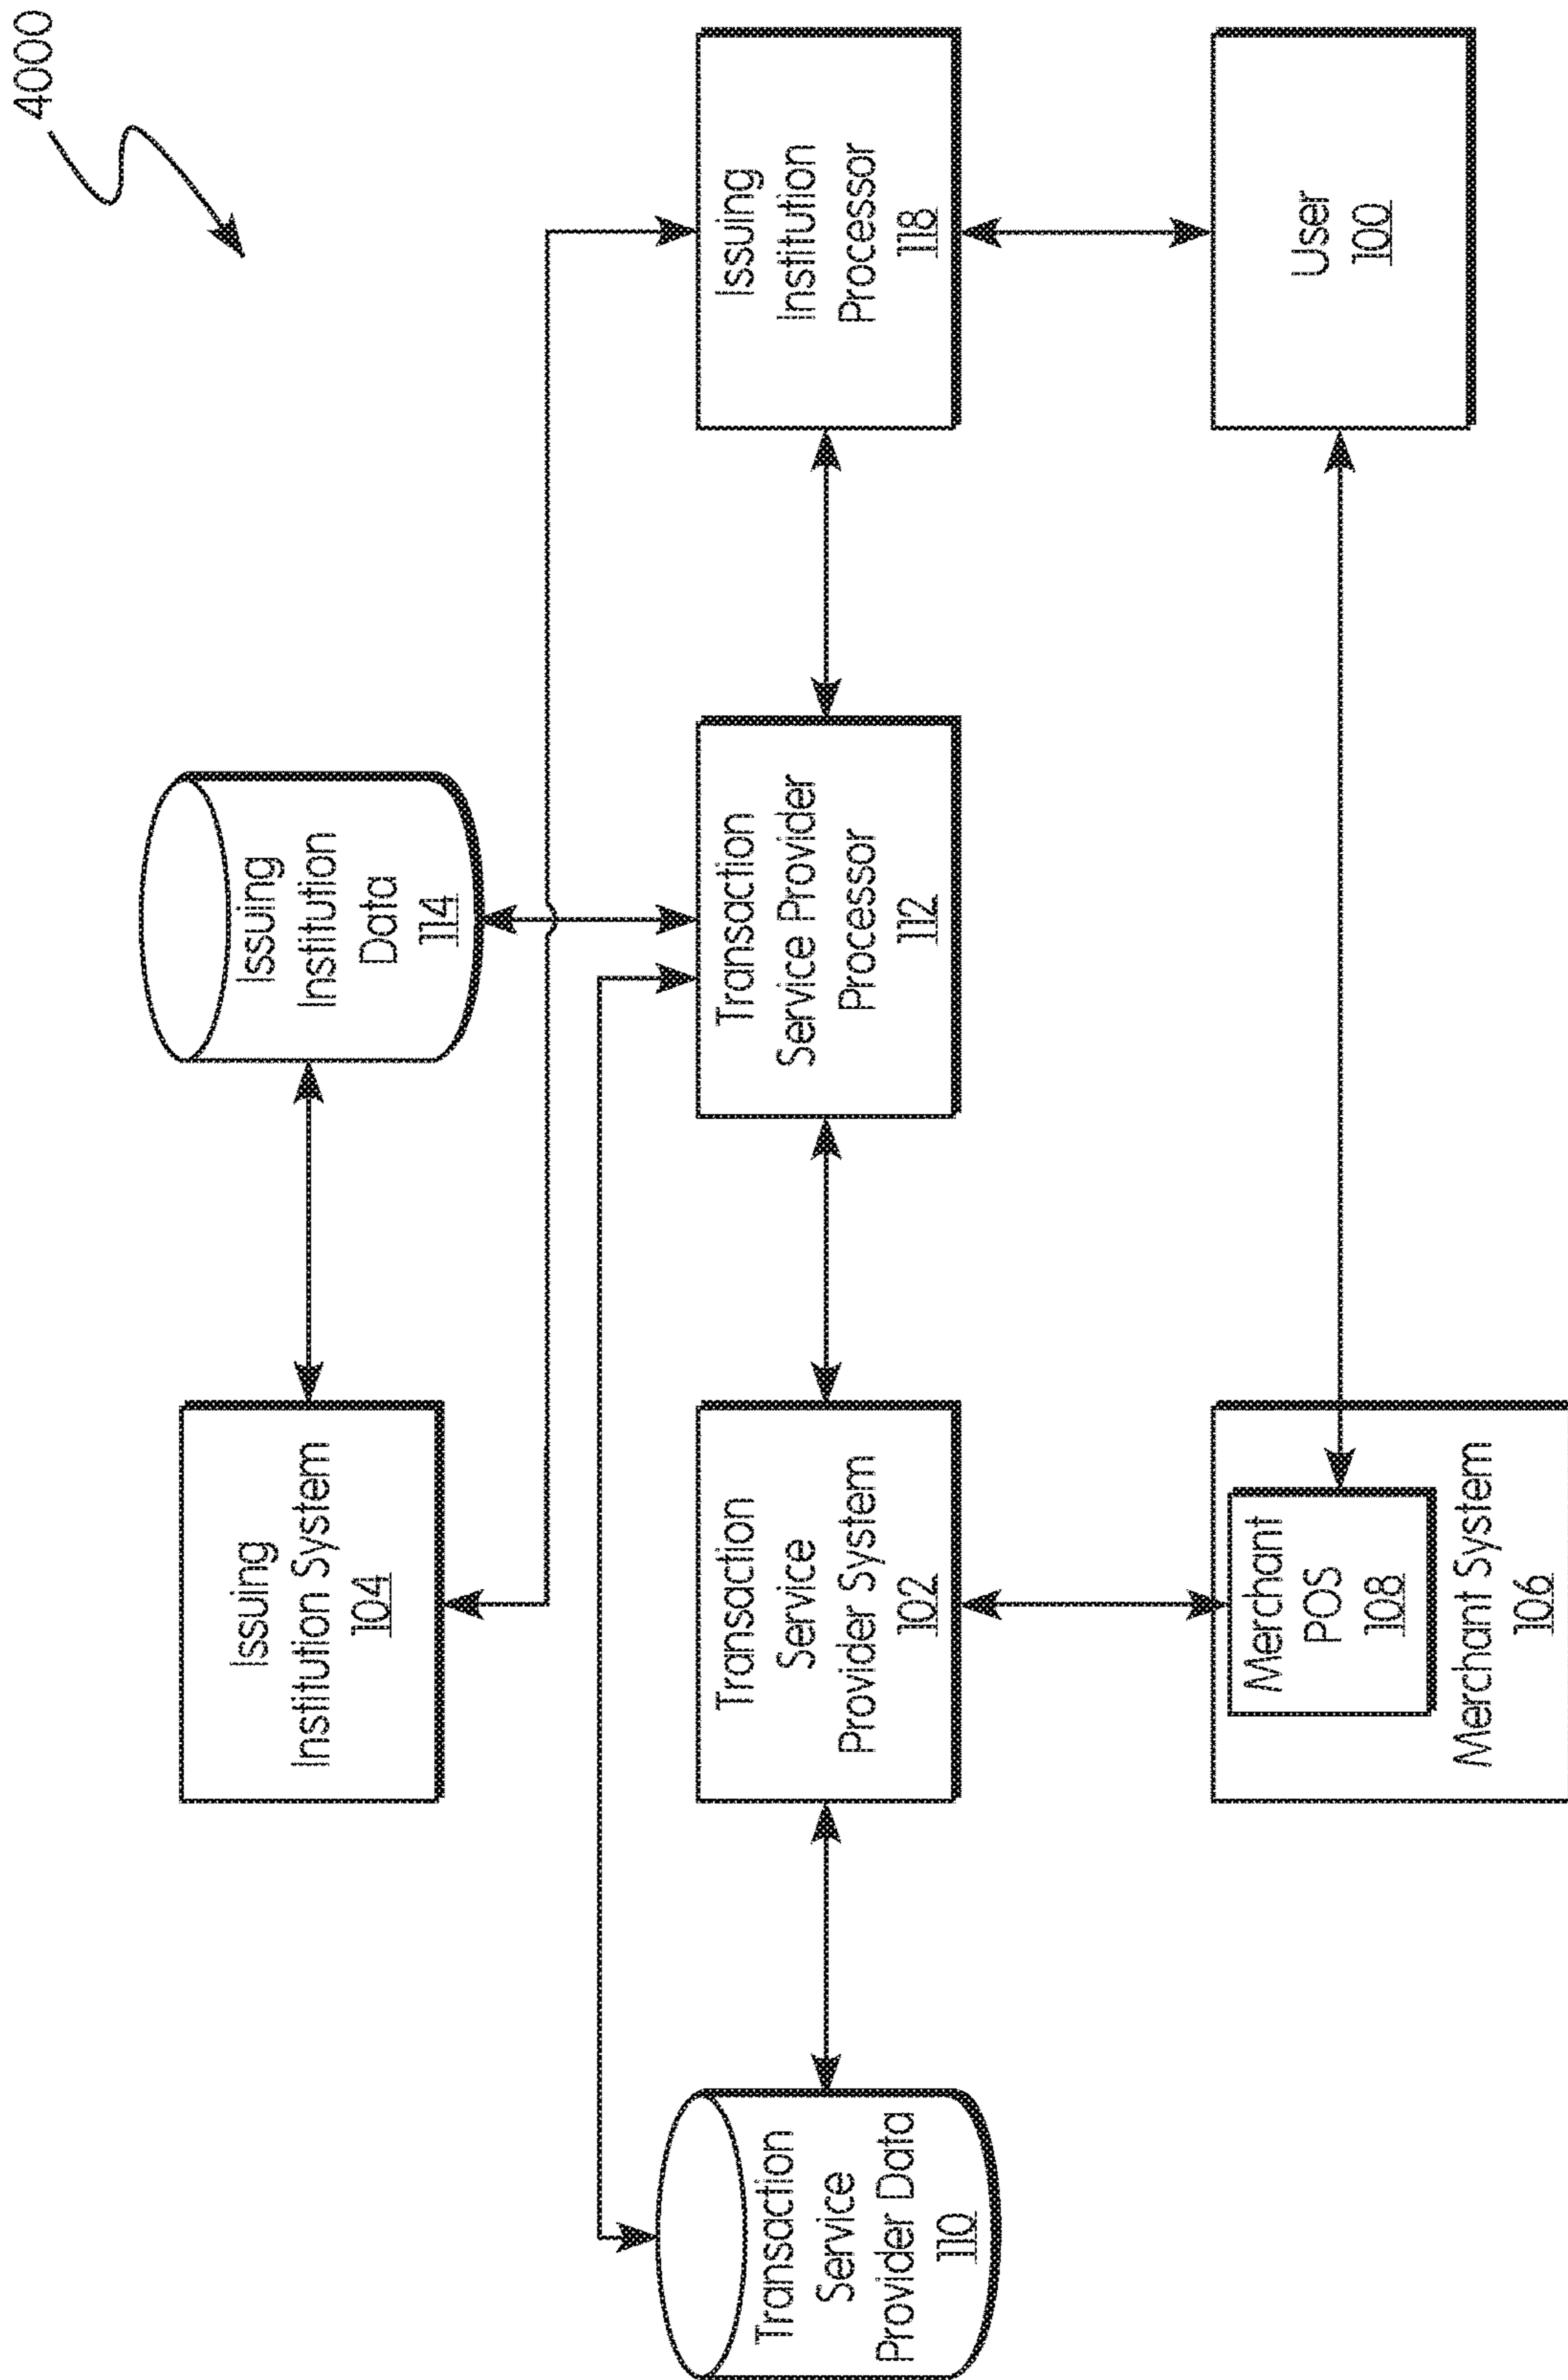 4000
Issuing
Institution System
104
Issuing
Institution
Data
114
Transaction
Service
Provider Data
110
Transaction
Service
Provider System
102
Transaction
Service Provider
Processor
112
Issuing
Institution
Processor
118
Merchant
POS
108
Merchant System
106
User
100